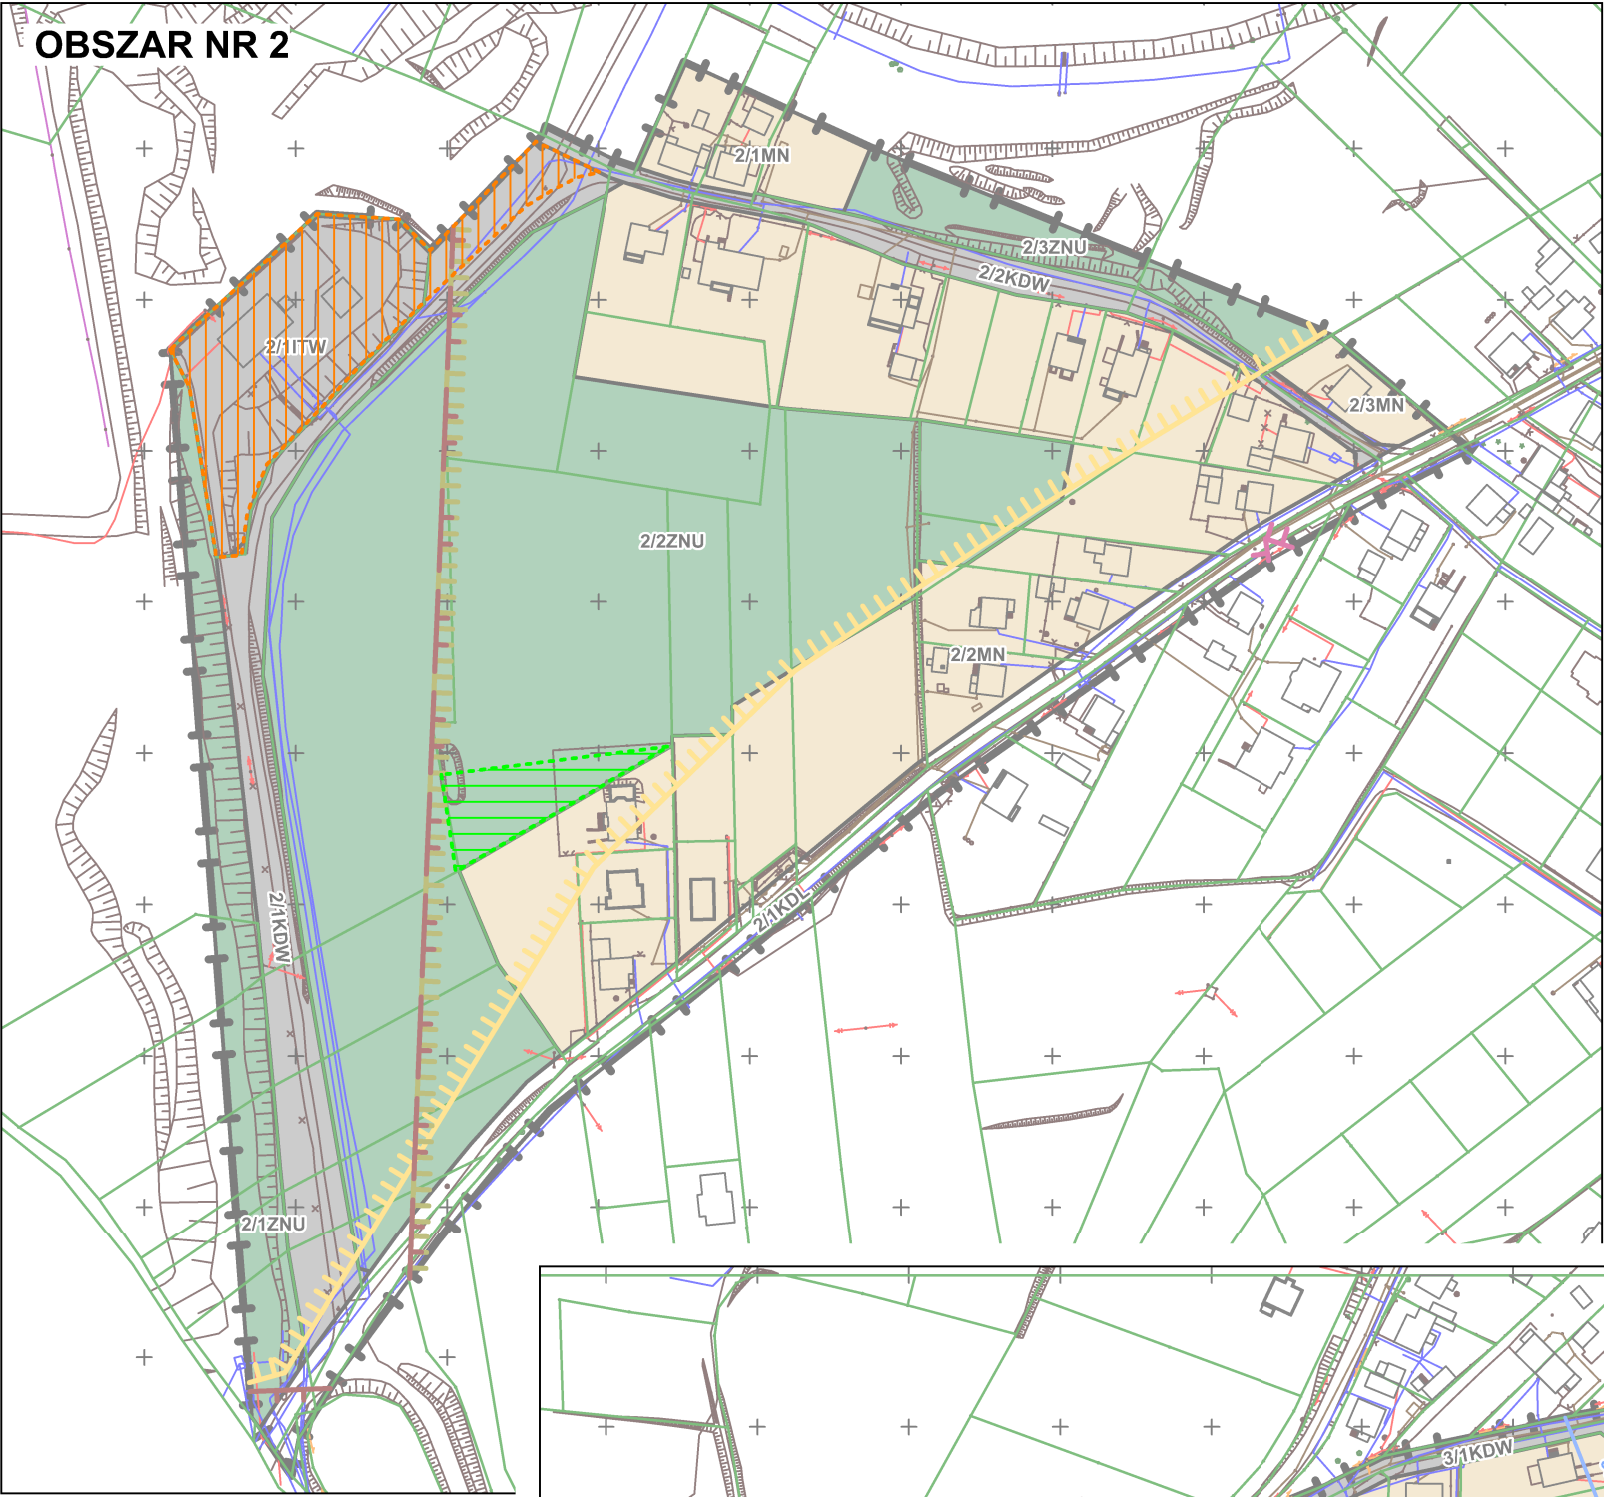 OBSZAR NR 2
2/1MN
2/3ZNU
2/2KDW
2/1ITW
2/3MN
2/2ZNU
2/2MN
2/1KDL
2/1KDW
2/1ZNU
3/1KDW